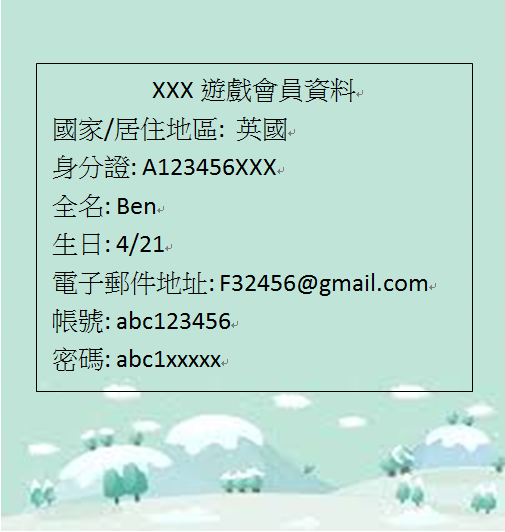 XXX 遊戲會員資料
國家/居住地區: 英國
身分證: A123456XXX
全名: Ben
生日: 4/21
電子郵件地址: F32456@gmail.com
帳號: abc123456
密碼: abc1xxxxx